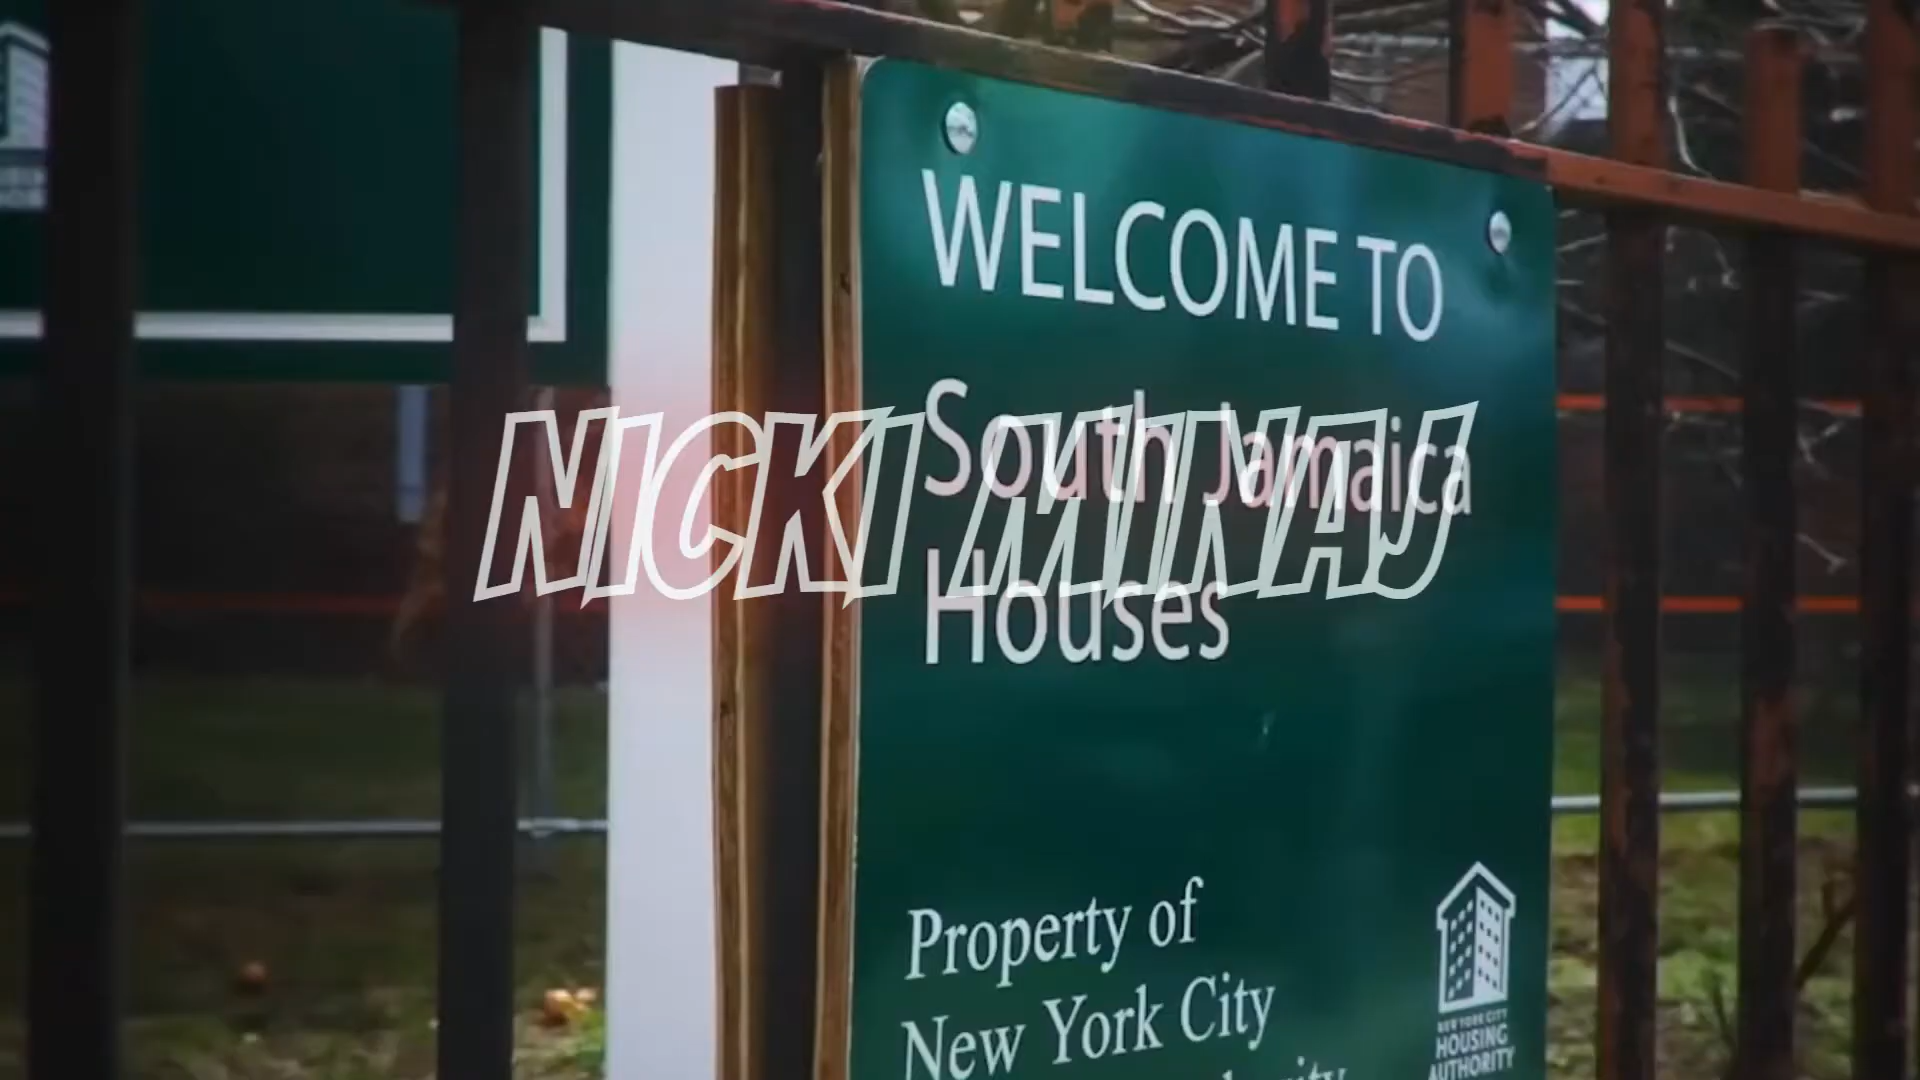 WELCOME TO
South Jamaica
Houses
NICKI MINAJ
Property of
New York City
NEW YORK CITY
HOUSING
AUTHORITY